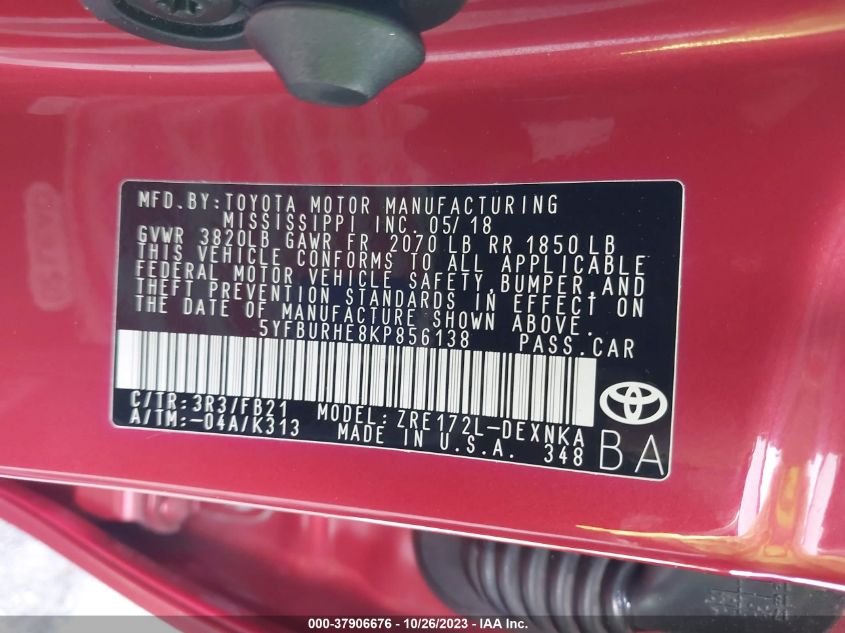 MFD. BY: TOYOTA MOTOR MANUFACTURING
MISSISSIPPI INC. 05/18
GVWR 3820LB GAWR FR 2070 LB RR 1850 LB
THIS VEHICLE CONFORMS TO ALL APPLICABLE
FEDERAL MOTOR VEHICLE SAFETY, BUMPER, AND
THEFT PREVENTION STANDARDS IN EFFECT ON
THE DATE OF MANUFACTURE SHOWN ABOVE.
5YFBURHE8KP856138 PASS. CAR
C/TR: 3R3/FB21 MODEL: ZRE172L-DEXNKA
A/TM: -04A/K313 MADE IN U.S.A. 348
BA
000-37906676 - 10/26/2023 - IAA Inc.